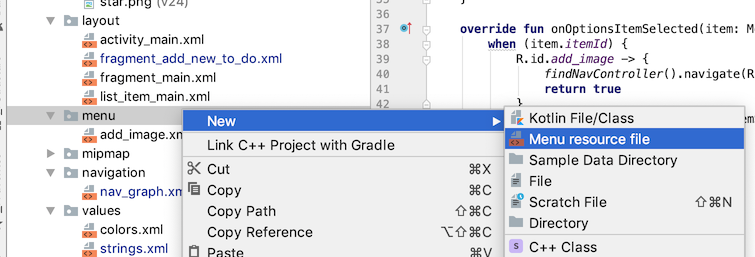 star.png (v24)
layout
activity_main.xml
fragment_add_new_to_do.xml
fragment_main.xml
list_item_main.xml
menu
add_image.xm
mipmap
navigation
nav_graph.xm
values
colors.xml
strings.xml
37 override fun onOptionsItemSelected(item: M
38 when (item.itemId) {
39 R.id.add_image -> {
40 findNavController().navigate(R
41 return true
42 }
New
Link C++ Project with Gradle
Cut ⌘X
Copy ⌘C
Copy Path ⇧⌘C
Copy Reference ⌥⇧⌘C
Paste ⌘V
Kotlin File/Class
Menu resource file
Sample Data Directory
File
Scratch File ⇧⌘N
Directory
S C++ Class